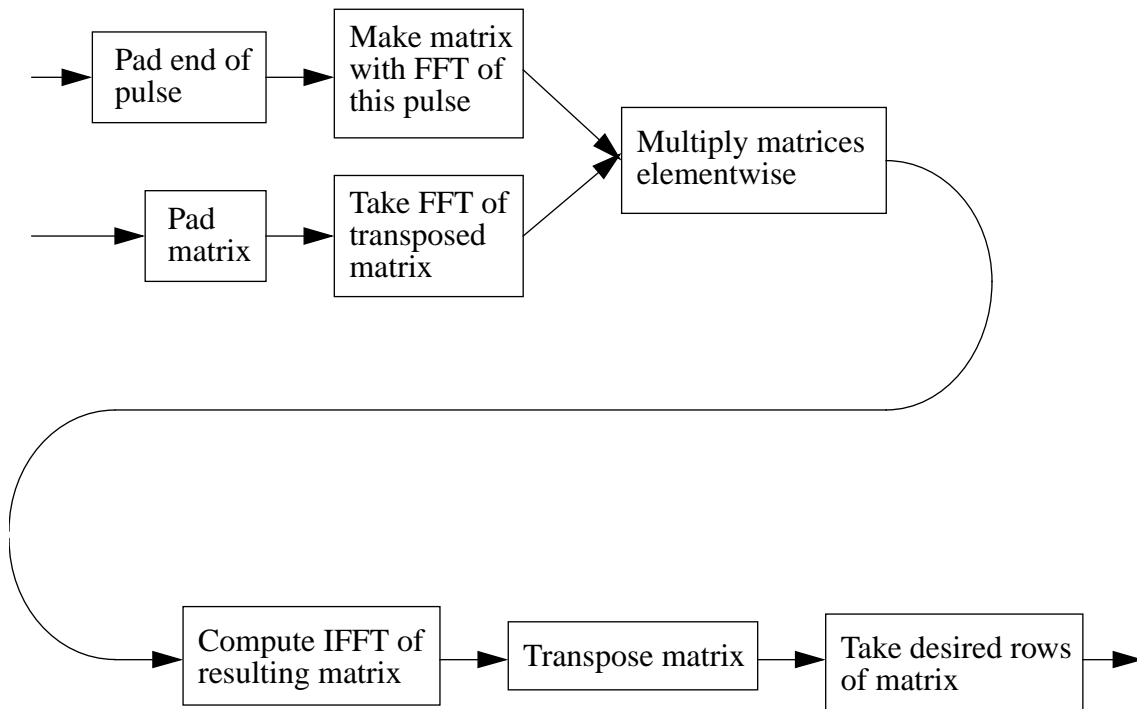 Pad end of
pulse
Make matrix
with FFT of
this pulse
Multiply matrices
elementwise
Pad
matrix
Take FFT of
transposed
matrix
Compute IFFT of
resulting matrix
Transpose matrix
Take desired rows
of matrix